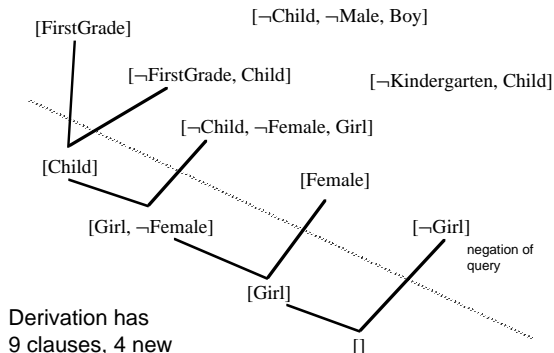 [FirstGrade]
[¬Child, ¬Male, Boy]
[¬FirstGrade, Child]
[¬Kindergarten, Child]
[¬Child, ¬Female, Girl]
[Child]
[Female]
[Girl, ¬Female]
[¬Girl]
negation of
query
[Girl]
Derivation has
9 clauses, 4 new
[]